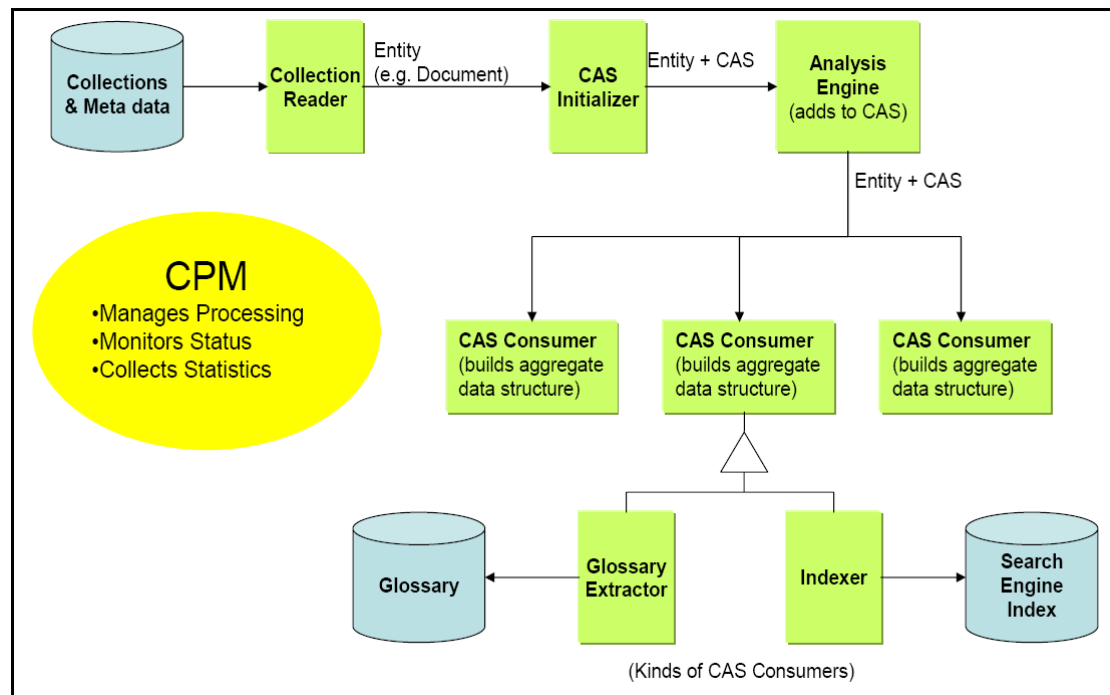 Collections
& Meta data
Collection
Reader
Entity
(e.g. Document)
CAS
Initializer
Entity + CAS
Analysis
Engine
(adds to CAS)
Entity + CAS
CPM
•Manages Processing
•Monitors Status
•Collects Statistics
CAS Consumer
(builds aggregate
data structure)
CAS Consumer
(builds aggregate
data structure)
CAS Consumer
(builds aggregate
data structure)
Glossary
Glossary
Extractor
Indexer
Search
Engine
Index
(Kinds of CAS Consumers)